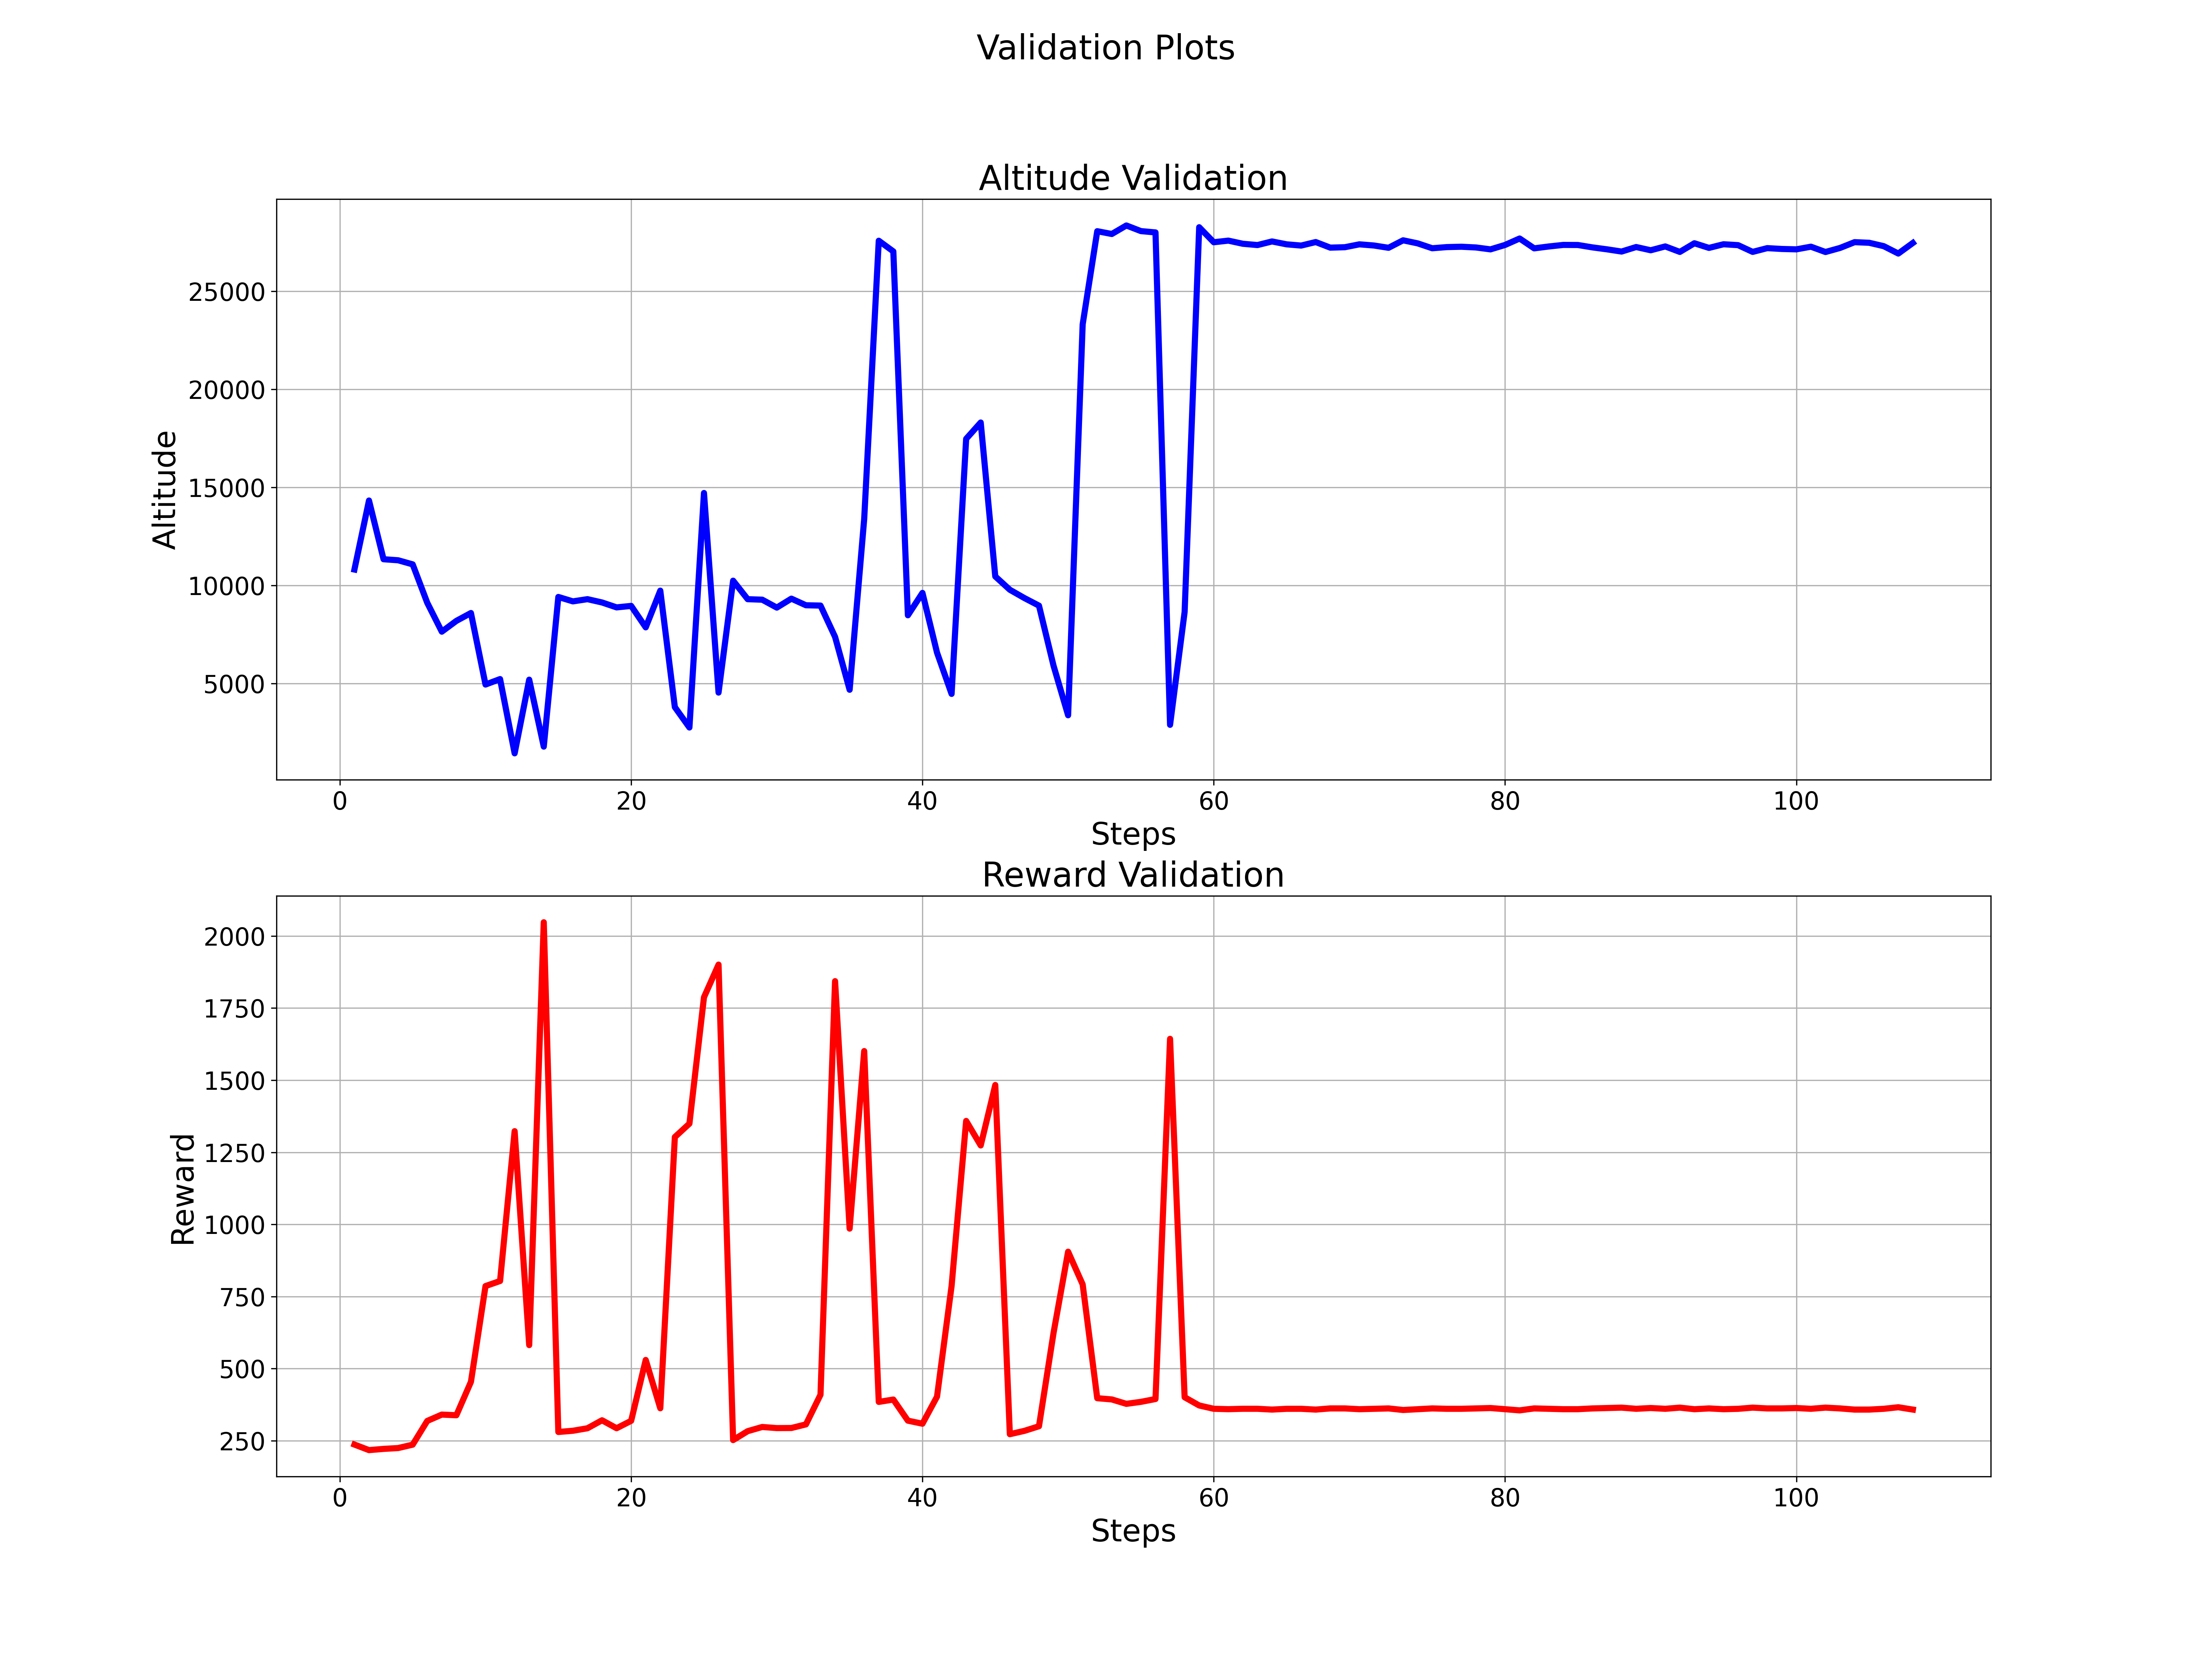 Validation Plots
Altitude Validation
25000
20000
15000
10000
5000
Altitude
0 20 40 60 80 100
Steps
Reward Validation
2000
1750
1500
1250
1000
750
500
250
Reward
0 20 40 60 80 100
Steps